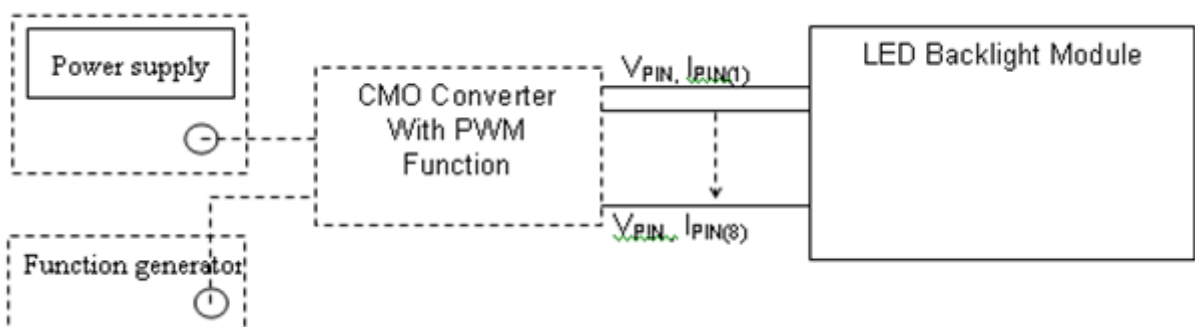 Power supply
CMO Converter
With PWM
Function
VPIN, IPIN(1)
VPIN, IPIN(8)
LED Backlight Module
Function generator